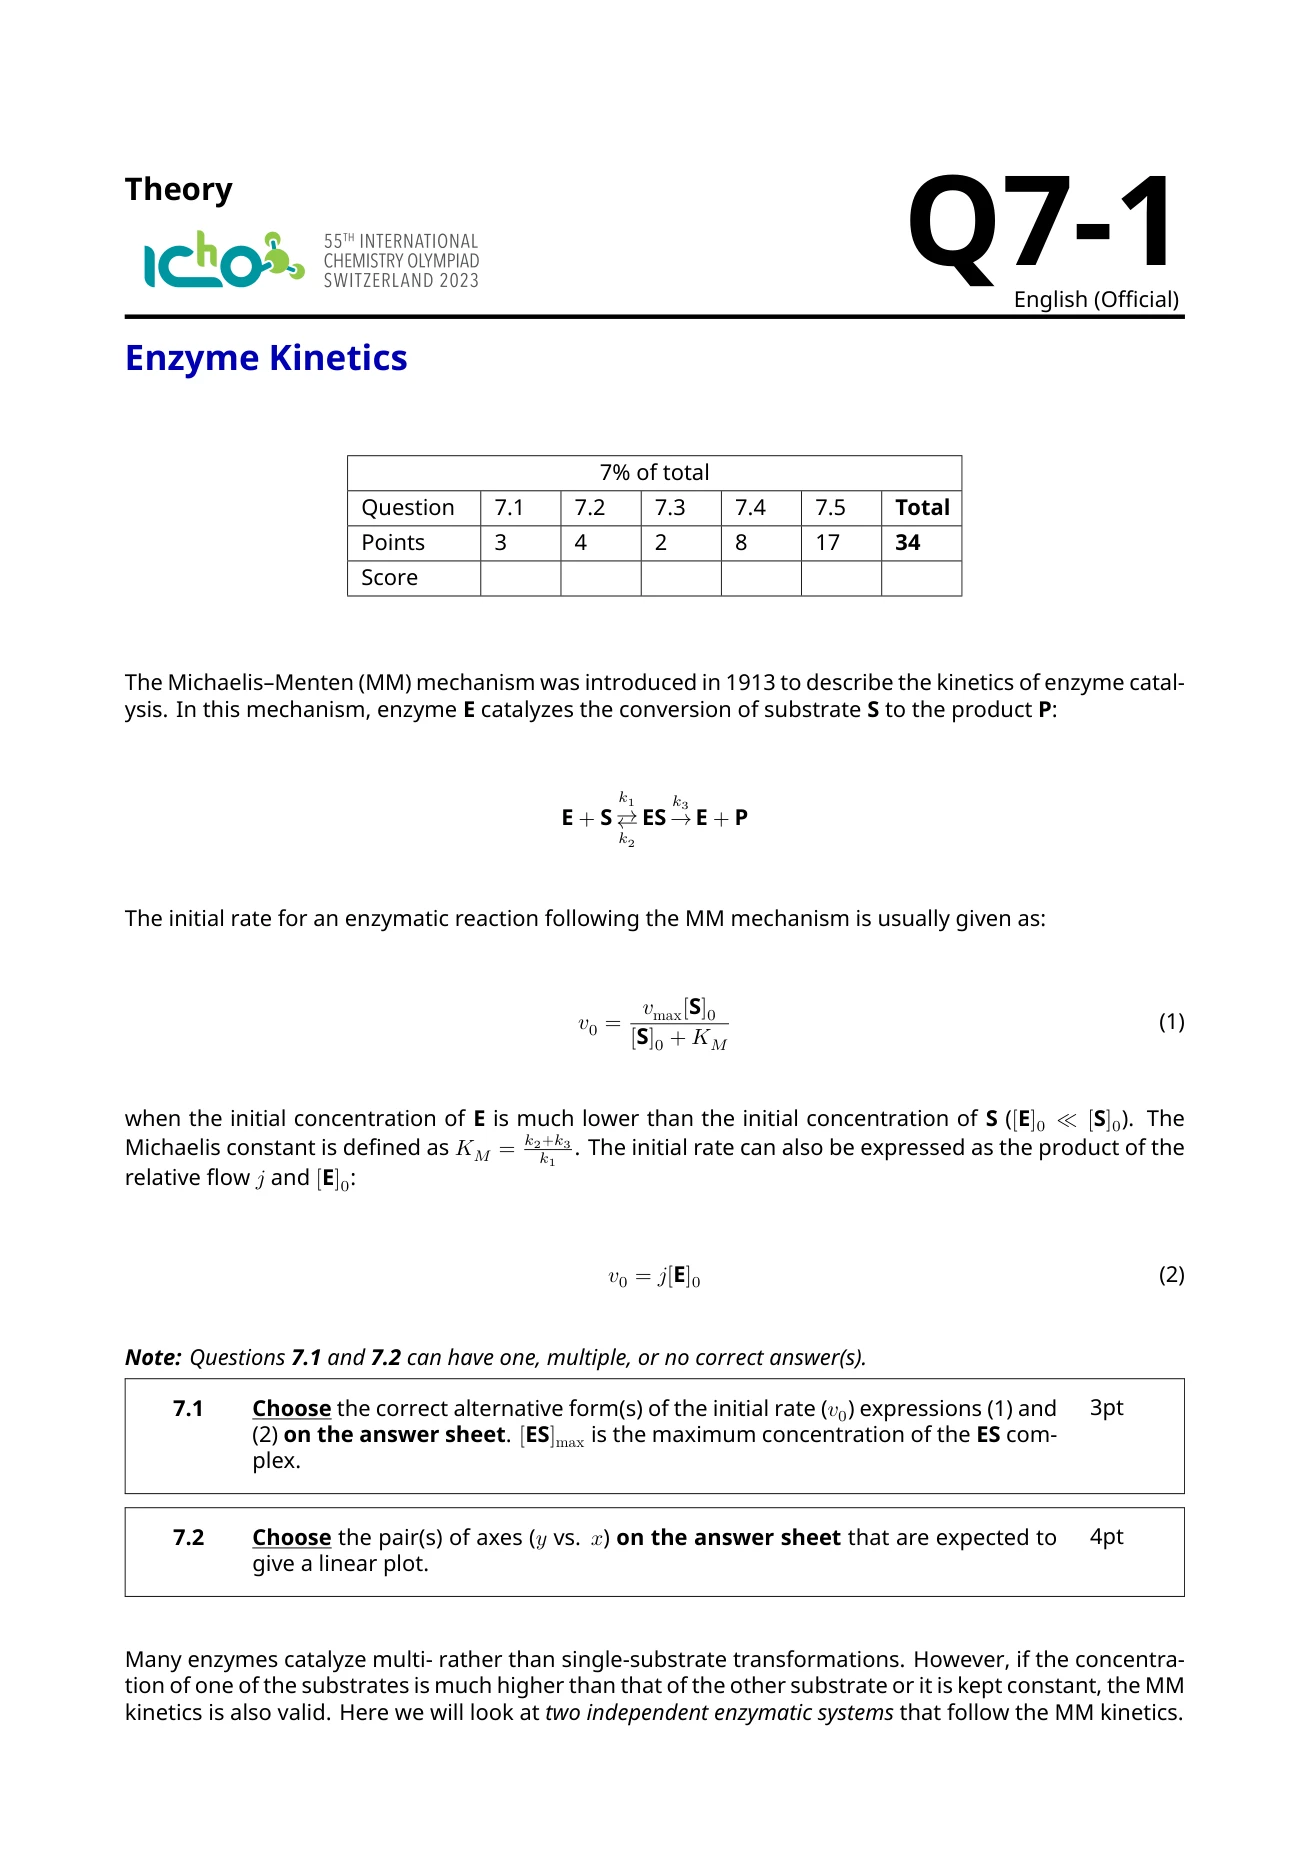 Theory
Q7-1
IChO
55TH INTERNATIONAL
CHEMISTRY OLYMPIAD
SWITZERLAND 2023
English (Official)
Enzyme Kinetics
7% of total
Question 7.1 7.2 7.3 7.4 7.5 Total
Points 3 4 2 8 17 34
Score
The Michaelis–Menten (MM) mechanism was introduced in 1913 to describe the kinetics of enzyme catal-
ysis. In this mechanism, enzyme E catalyzes the conversion of substrate S to the product P:
k₁ k₃
E + S ⇄ ES → E + P
k₂
The initial rate for an enzymatic reaction following the MM mechanism is usually given as:
v₀ = v_max[S]₀ / ([S]₀ + K_M) (1)
when the initial concentration of E is much lower than the initial concentration of S ([E]₀ ≪ [S]₀). The
Michaelis constant is defined as K_M = (k₂+k₃)/k₁. The initial rate can also be expressed as the product of the
relative flow j and [E]₀:
v₀ = j[E]₀ (2)
Note: Questions 7.1 and 7.2 can have one, multiple, or no correct answer(s).
7.1 Choose the correct alternative form(s) of the initial rate (v₀) expressions (1) and 3pt
(2) on the answer sheet. [ES]_max is the maximum concentration of the ES com-
plex.
7.2 Choose the pair(s) of axes (y vs. x) on the answer sheet that are expected to 4pt
give a linear plot.
Many enzymes catalyze multi- rather than single-substrate transformations. However, if the concentra-
tion of one of the substrates is much higher than that of the other substrate or it is kept constant, the MM
kinetics is also valid. Here we will look at two independent enzymatic systems that follow the MM kinetics.